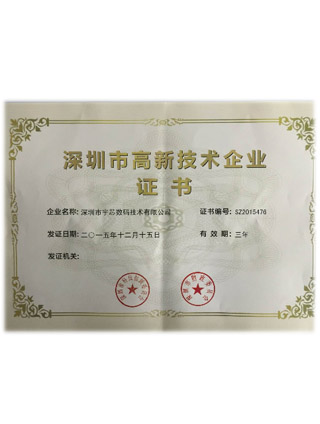 深圳市高新技术企业
证书
企业名称：深圳市宇芯数码技术有限公司 证书编号：SZ2015476
发证日期：二〇一五年十二月十五日 有效期：三年
发证机关：